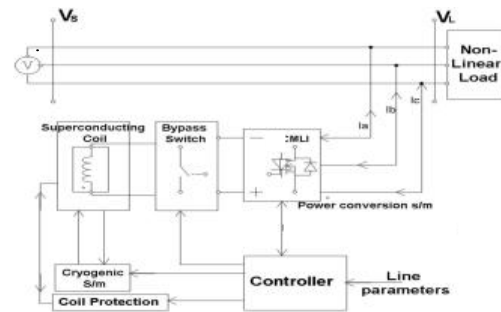 VS
VL
V
Non-
Linear
Load
Ia
Ib
Ic
Superconducting
Coil
Bypass
Switch
CMLI
Power conversion s/m
Cryogenic
S/m
Coil Protection
Controller
Line
parameters